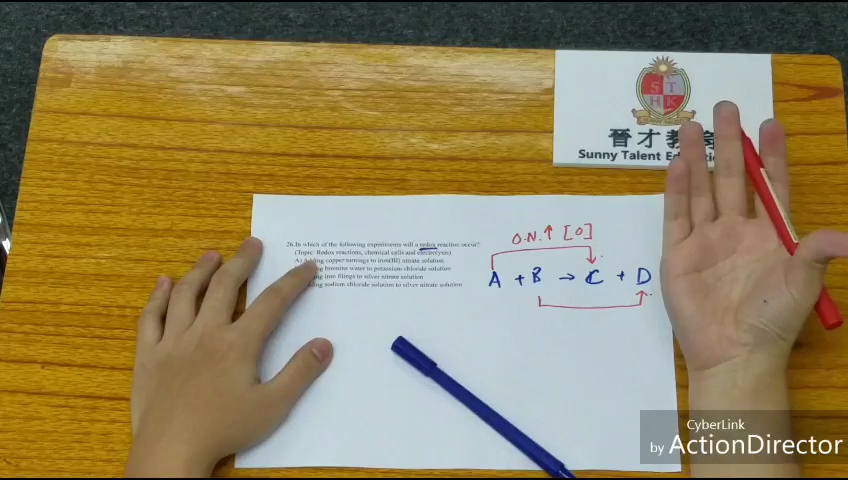 STHK
晉才教育
Sunny Talent Ed
26.In which of the following experiments will a redox reaction occur?
(Topic: Redox reactions, chemical cells and electrolysis)
A) Adding copper turnings to iron(III) nitrate solution
bromine water to potassium chloride solution
iron filings to silver nitrate solution
sodium chloride solution to silver nitrate solution
O.N.↑ [O]
A + B → C + D
CyberLink
by ActionDirector